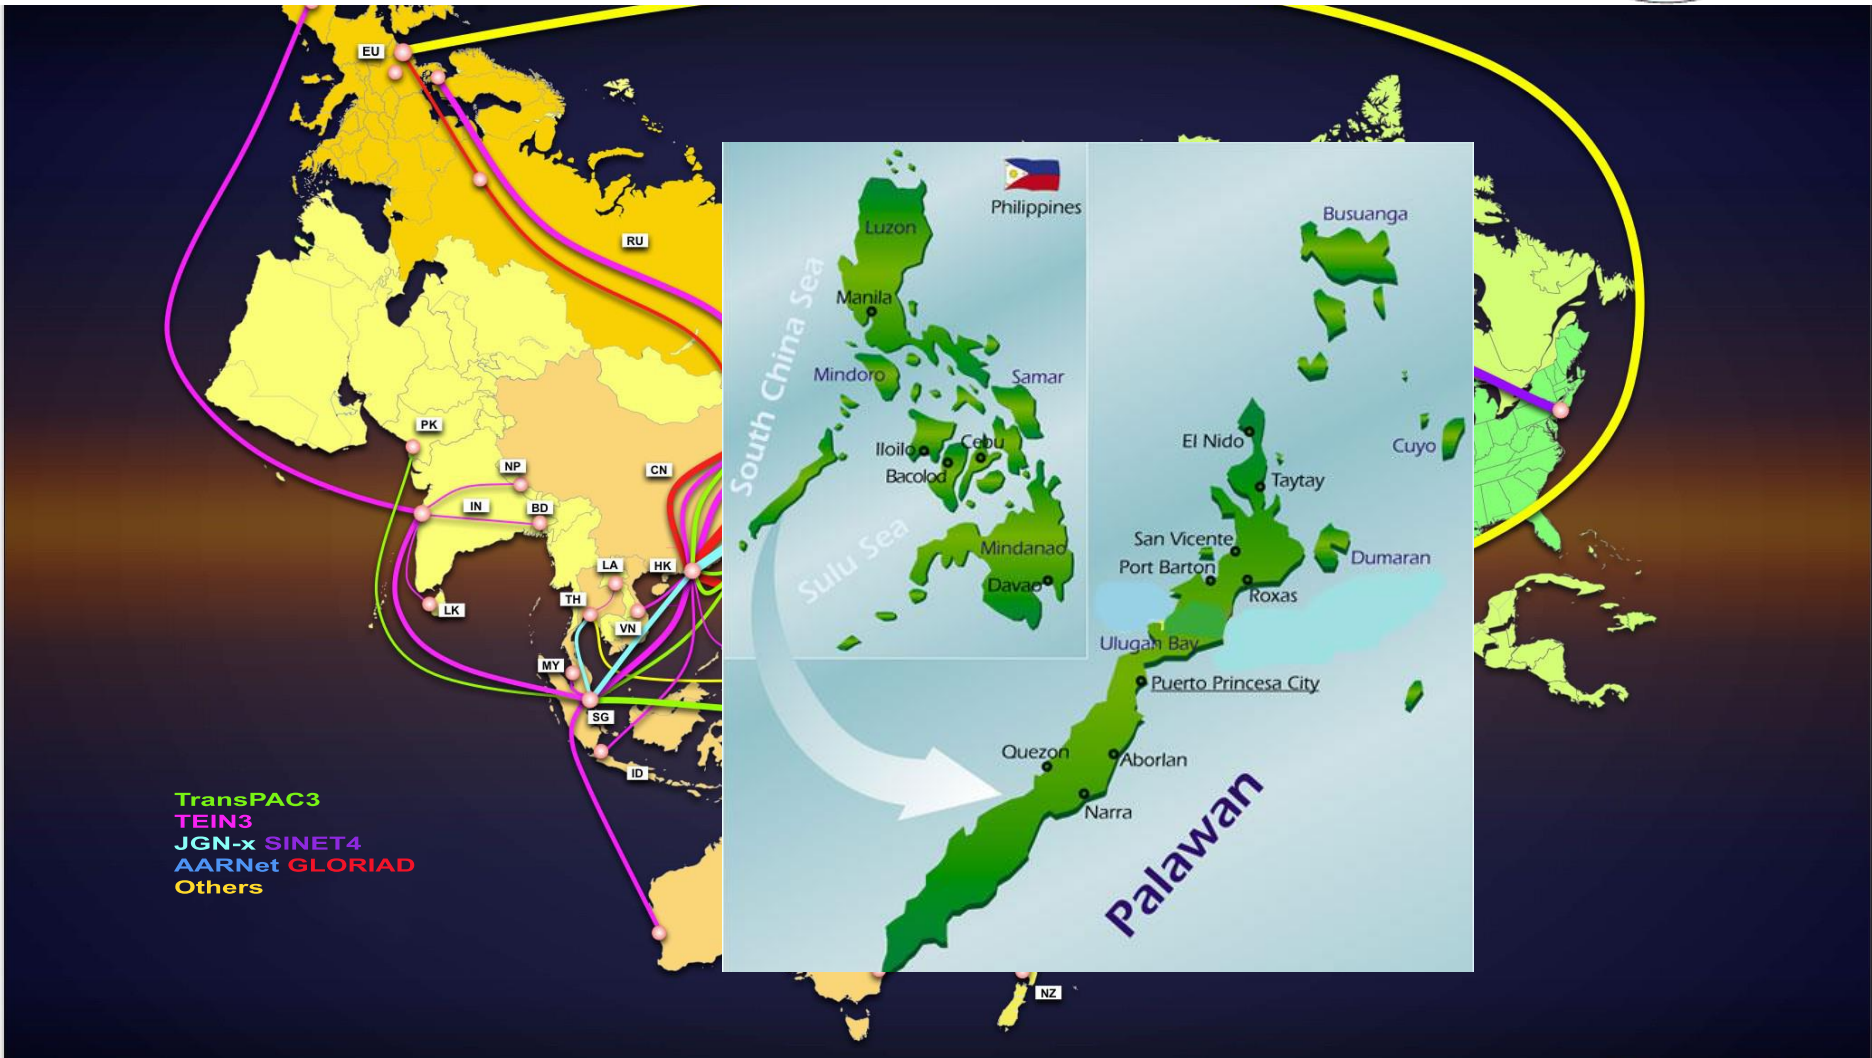 EU
RU
PK
NP
CN
IN
BD
LA
HK
TH
LK
VN
MY
SG
ID
TransPAC3
TEIN3
JGN-x SINET4
AARNet GLORIAD
Others
Philippines
Luzon
South China Sea
Manila
Mindoro
Samar
Iloilo
Cebu
Bacolod
Sulu Sea
Mindanao
Davao
Busuanga
El Nido
Cuyo
Taytay
San Vicente
Port Barton
Dumaran
Roxas
Ulugan Bay
Puerto Princesa City
Quezon
Aborlan
Narra
Palawan
NZ